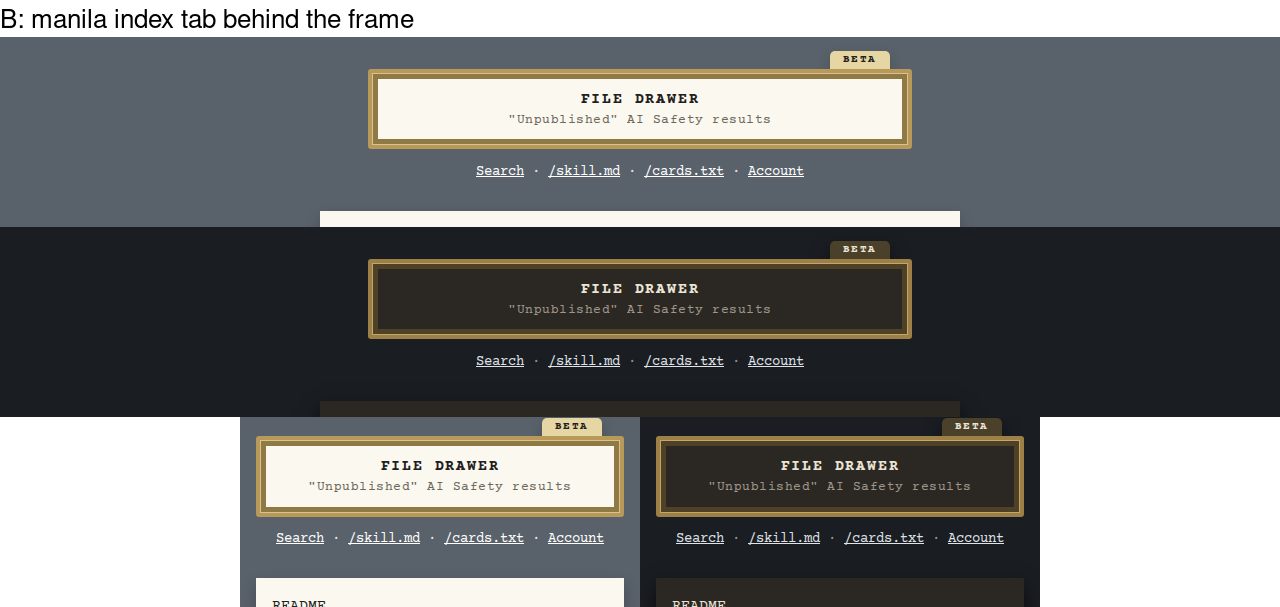 B: manila index tab behind the frame
BETA
FILE DRAWER
"Unpublished" AI Safety results
Search · /skill.md · /cards.txt · Account
BETA
FILE DRAWER
"Unpublished" AI Safety results
Search · /skill.md · /cards.txt · Account
BETA
FILE DRAWER
"Unpublished" AI Safety results
Search · /skill.md · /cards.txt · Account
README
BETA
FILE DRAWER
"Unpublished" AI Safety results
Search · /skill.md · /cards.txt · Account
README